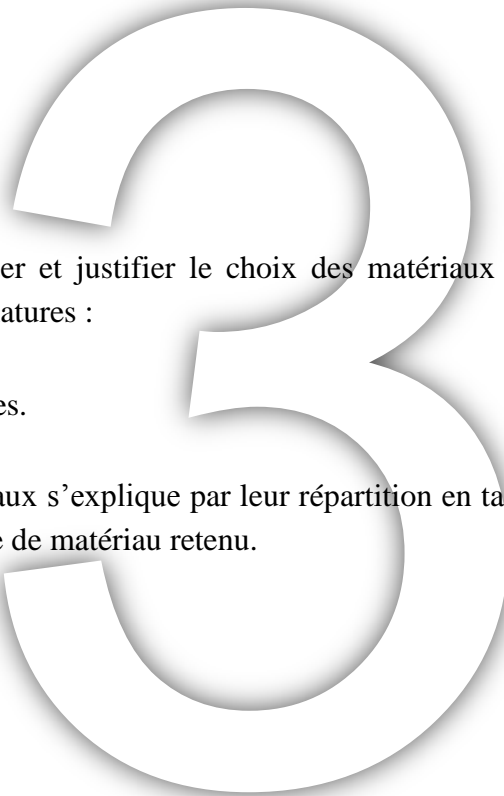 3
er et justifier le choix des matériaux
atures :
es.
aux s’explique par leur répartition en ta
e de matériau retenu.